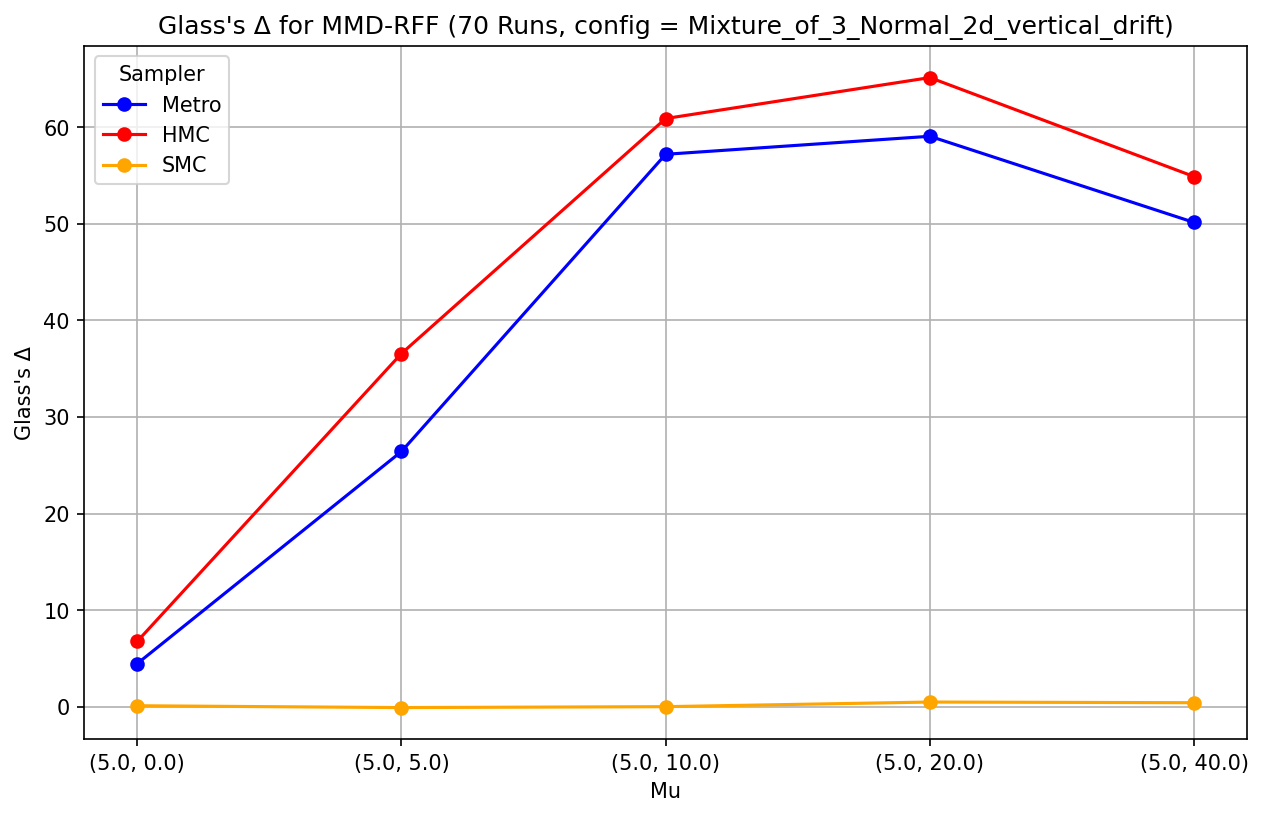 Glass's Δ for MMD-RFF (70 Runs, config = Mixture_of_3_Normal_2d_vertical_drift)
Sampler
Metro
HMC
SMC
Glass's Δ
60
50
40
30
20
10
0
(5.0, 0.0)
(5.0, 5.0)
(5.0, 10.0)
(5.0, 20.0)
(5.0, 40.0)
Mu